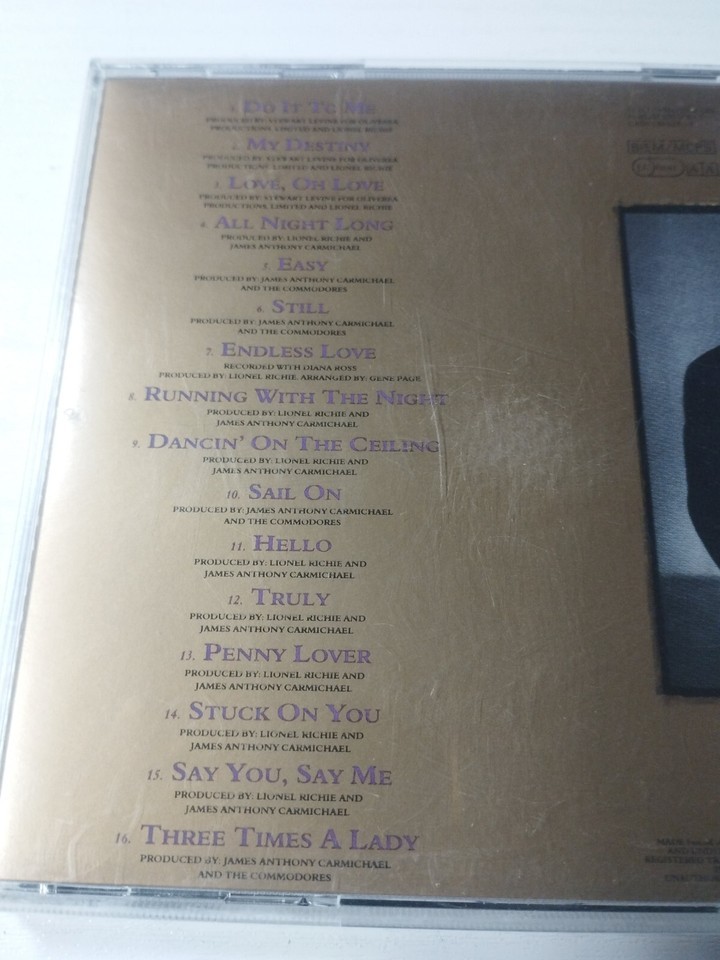 1. Do It To Me
PRODUCED BY: STEWART LEVINE FOR OLIVEREA
PRODUCTIONS, LIMITED AND LIONEL RICHIE
2. My Destiny
PRODUCED BY: STEWART LEVINE FOR OLIVEREA
PRODUCTIONS, LIMITED AND LIONEL RICHIE
3. Love, Oh Love
PRODUCED BY: STEWART LEVINE FOR OLIVEREA
PRODUCTIONS, LIMITED AND LIONEL RICHIE
4. All Night Long
PRODUCED BY: LIONEL RICHIE AND
JAMES ANTHONY CARMICHAEL
5. Easy
PRODUCED BY: JAMES ANTHONY CARMICHAEL
AND THE COMMODORES
6. Still
PRODUCED BY: JAMES ANTHONY CARMICHAEL
AND THE COMMODORES
7. Endless Love
RECORDED WITH DIANA ROSS
PRODUCED BY: LIONEL RICHIE. ARRANGED BY: GENE PAGE
8. Running With The Night
PRODUCED BY: LIONEL RICHIE AND
JAMES ANTHONY CARMICHAEL
9. Dancin' On The Ceiling
PRODUCED BY: LIONEL RICHIE AND
JAMES ANTHONY CARMICHAEL
10. Sail On
PRODUCED BY: JAMES ANTHONY CARMICHAEL
AND THE COMMODORES
11. Hello
PRODUCED BY: LIONEL RICHIE AND
JAMES ANTHONY CARMICHAEL
12. Truly
PRODUCED BY: LIONEL RICHIE AND
JAMES ANTHONY CARMICHAEL
13. Penny Lover
PRODUCED BY: LIONEL RICHIE AND
JAMES ANTHONY CARMICHAEL
14. Stuck On You
PRODUCED BY: LIONEL RICHIE AND
JAMES ANTHONY CARMICHAEL
15. Say You, Say Me
PRODUCED BY: LIONEL RICHIE AND
JAMES ANTHONY CARMICHAEL
16. Three Times A Lady
PRODUCED BY: JAMES ANTHONY CARMICHAEL
AND THE COMMODORES
BIEM/MCPS